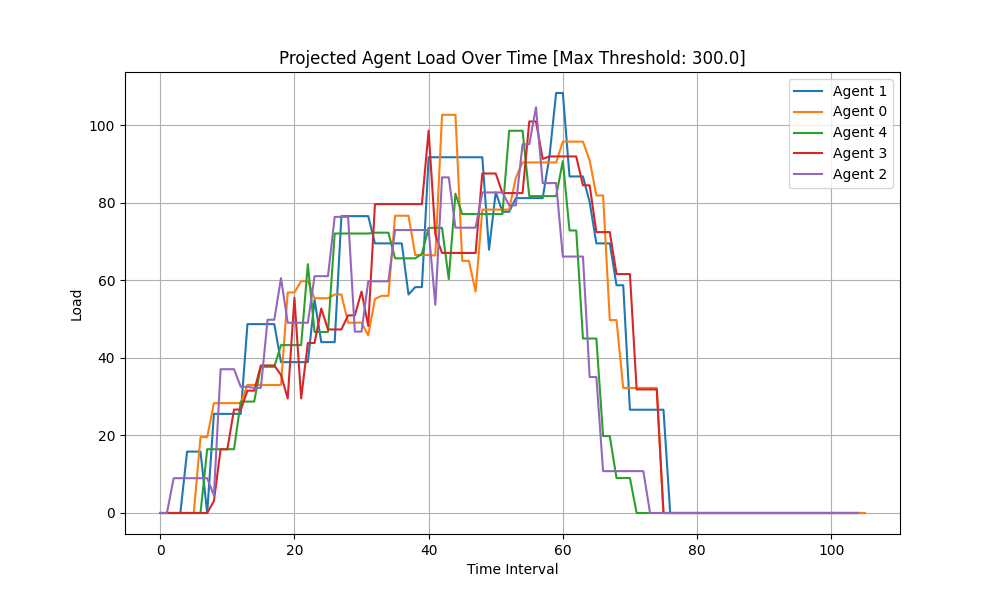 Projected Agent Load Over Time [Max Threshold: 300.0]
Agent 1
Agent 0
Agent 4
Agent 3
Agent 2
Load
100
80
60
40
20
0
0 20 40 60 80 100
Time Interval